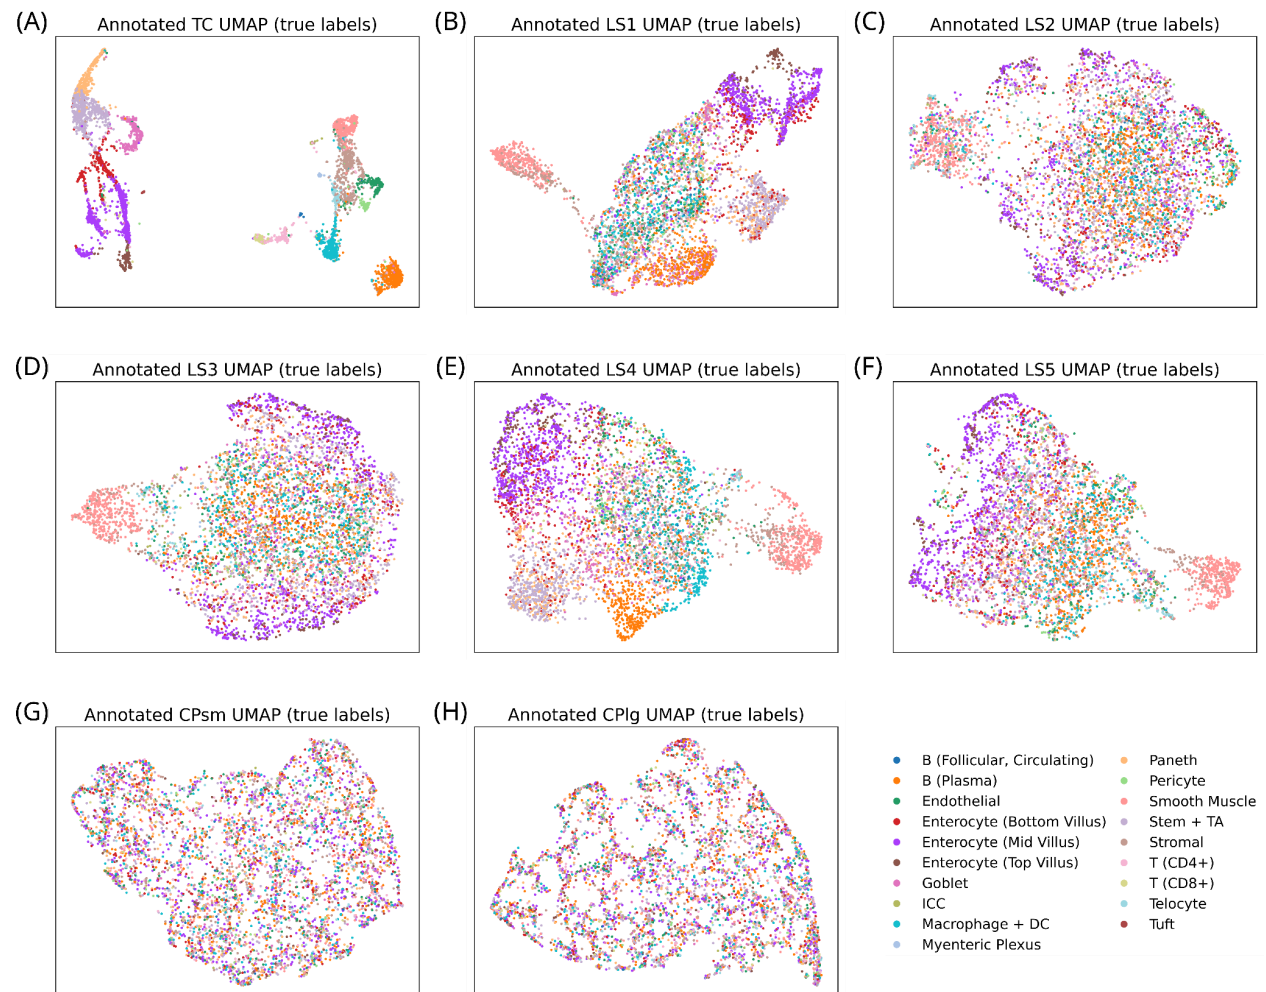 (A) Annotated TC UMAP (true labels)
(B) Annotated LS1 UMAP (true labels)
(C) Annotated LS2 UMAP (true labels)
(D) Annotated LS3 UMAP (true labels)
(E) Annotated LS4 UMAP (true labels)
(F) Annotated LS5 UMAP (true labels)
(G) Annotated CPsm UMAP (true labels)
(H) Annotated CPlg UMAP (true labels)
B (Follicular, Circulating)
B (Plasma)
Endothelial
Enterocyte (Bottom Villus)
Enterocyte (Mid Villus)
Enterocyte (Top Villus)
Goblet
ICC
Macrophage + DC
Myenteric Plexus
Paneth
Pericyte
Smooth Muscle
Stem + TA
Stromal
T (CD4+)
T (CD8+)
Telocyte
Tuft